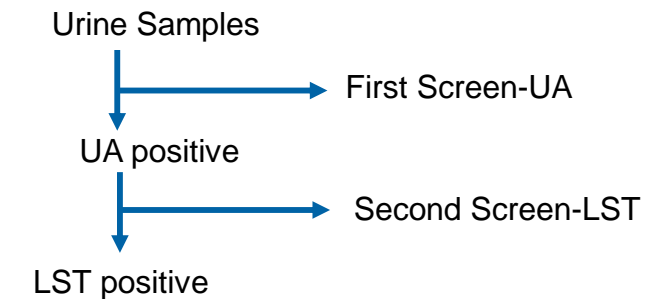 Urine Samples
First Screen-UA
UA positive
Second Screen-LST
LST positive